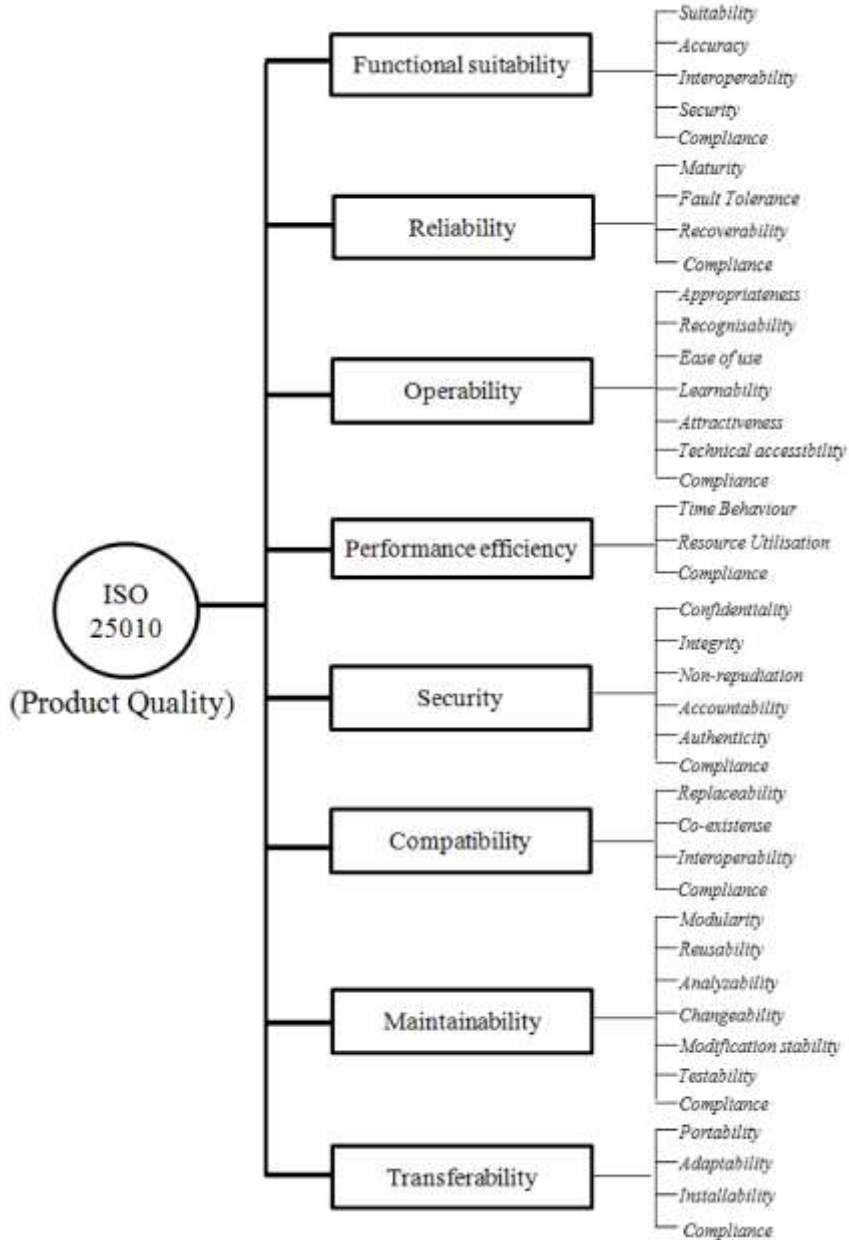 ISO
25010
(Product Quality)
Functional suitability
Suitability
Accuracy
Interoperability
Security
Compliance
Reliability
Maturity
Fault Tolerance
Recoverability
Compliance
Operability
Appropriateness
Recognisability
Ease of use
Learnability
Attractiveness
Technical accessibility
Compliance
Performance efficiency
Time Behaviour
Resource Utilisation
Compliance
Security
Confidentiality
Integrity
Non-repudiation
Accountability
Authenticity
Compliance
Compatibility
Replaceability
Co-existense
Interoperability
Compliance
Maintainability
Modularity
Reusability
Analyzability
Changeability
Modification stability
Testability
Compliance
Transferability
Portability
Adaptability
Installability
Compliance